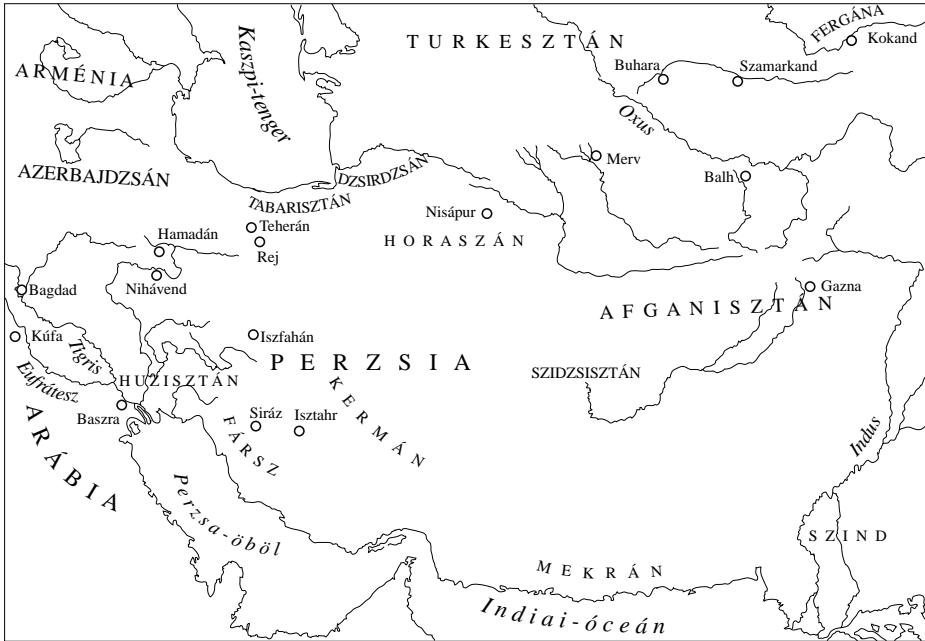 FERGÁNA
Kokand
TURKESZTÁN
Kaszpi-tenger
ARMÉNIA
Buhara
Szamarkand
Oxus
Merv
Balh
AZERBAJDZSÁN
DZSIRDZSÁN
TABARISZTÁN
Nisápur
HORASZÁN
Teherán
Rej
Hamadán
Nihávend
Bagdad
AFGANISZTÁN
Gazna
Kúfa
Tigris
Iszfahán
PERZSIA
Eufrátesz
HUZISZTÁN
SZIDZSISZTÁN
KERMÁN
Baszra
Siráz
Isztahr
FÁRSZ
ARÁBIA
Indus
Perzsa-öböl
SZIND
MEKRÁN
Indiai-óceán